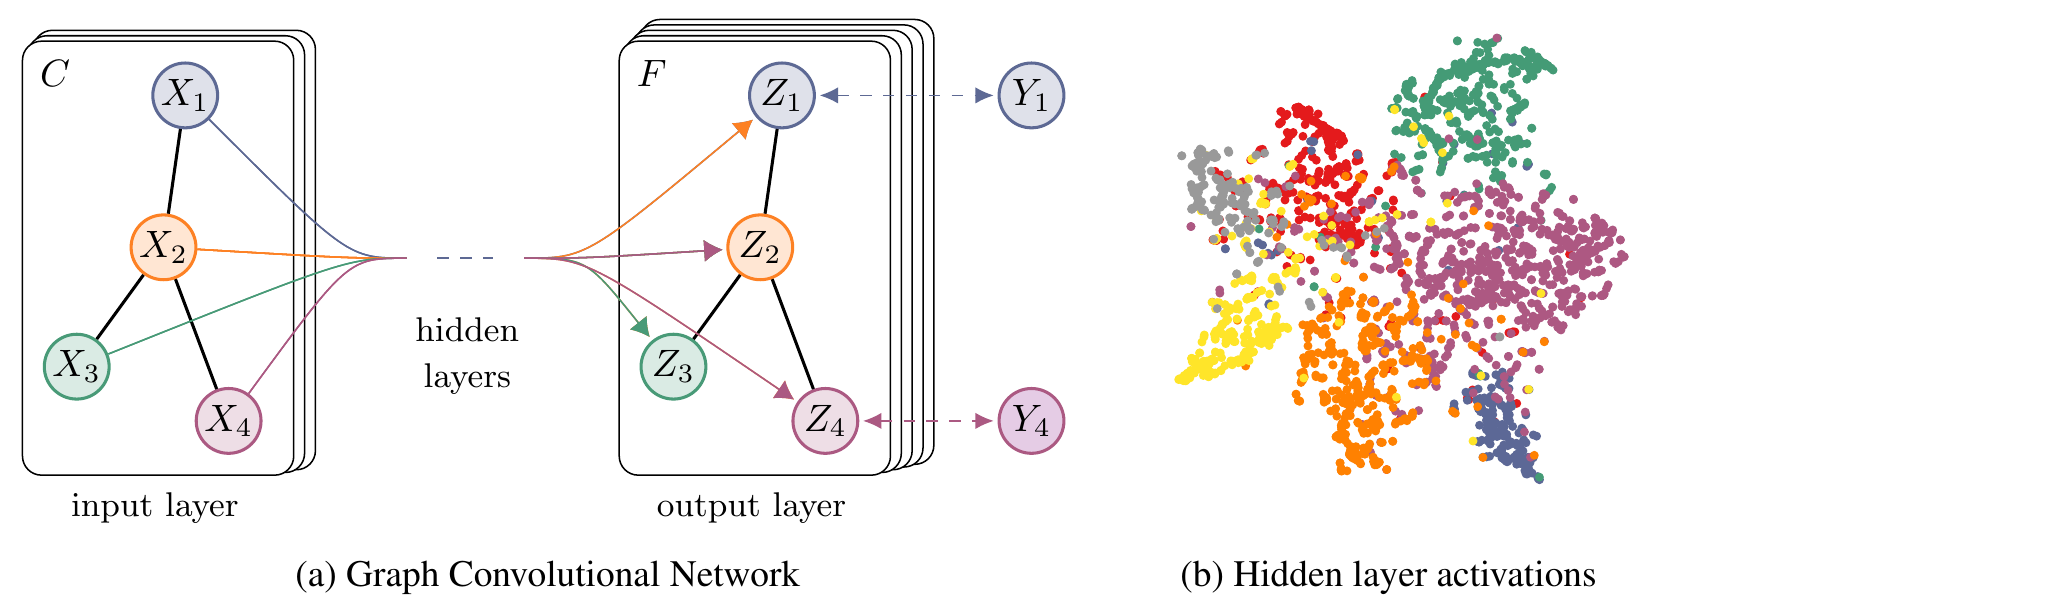 C
X₁
X₂
X₃
X₄
input layer
hidden
layers
F
Z₁
Z₂
Z₃
Z₄
output layer
Y₁
Y₄
(a) Graph Convolutional Network
(b) Hidden layer activations